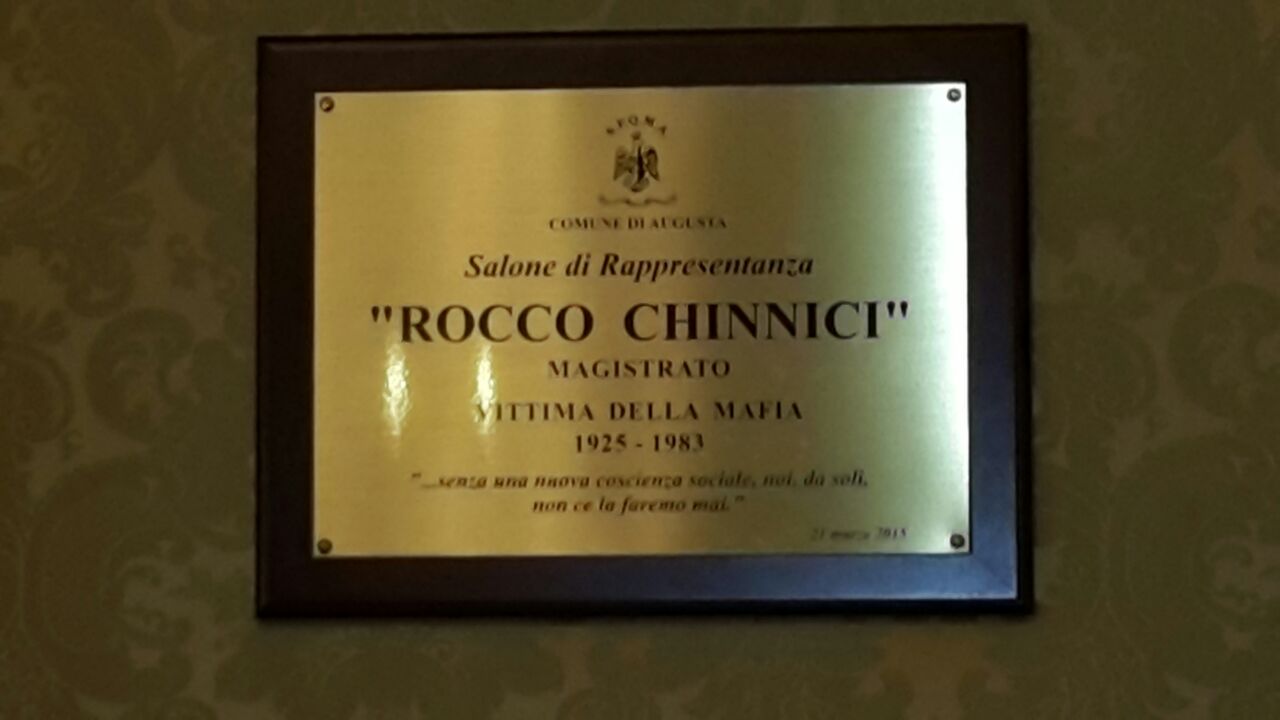 SPQMA
COMUNE DI AUGUSTA
Salone di Rappresentanza
"ROCCO CHINNICI"
MAGISTRATO
VITTIMA DELLA MAFIA
1925 - 1983
"...senza una nuova coscienza sociale, noi, da soli,
non ce la faremo mai."
21 marzo 2015